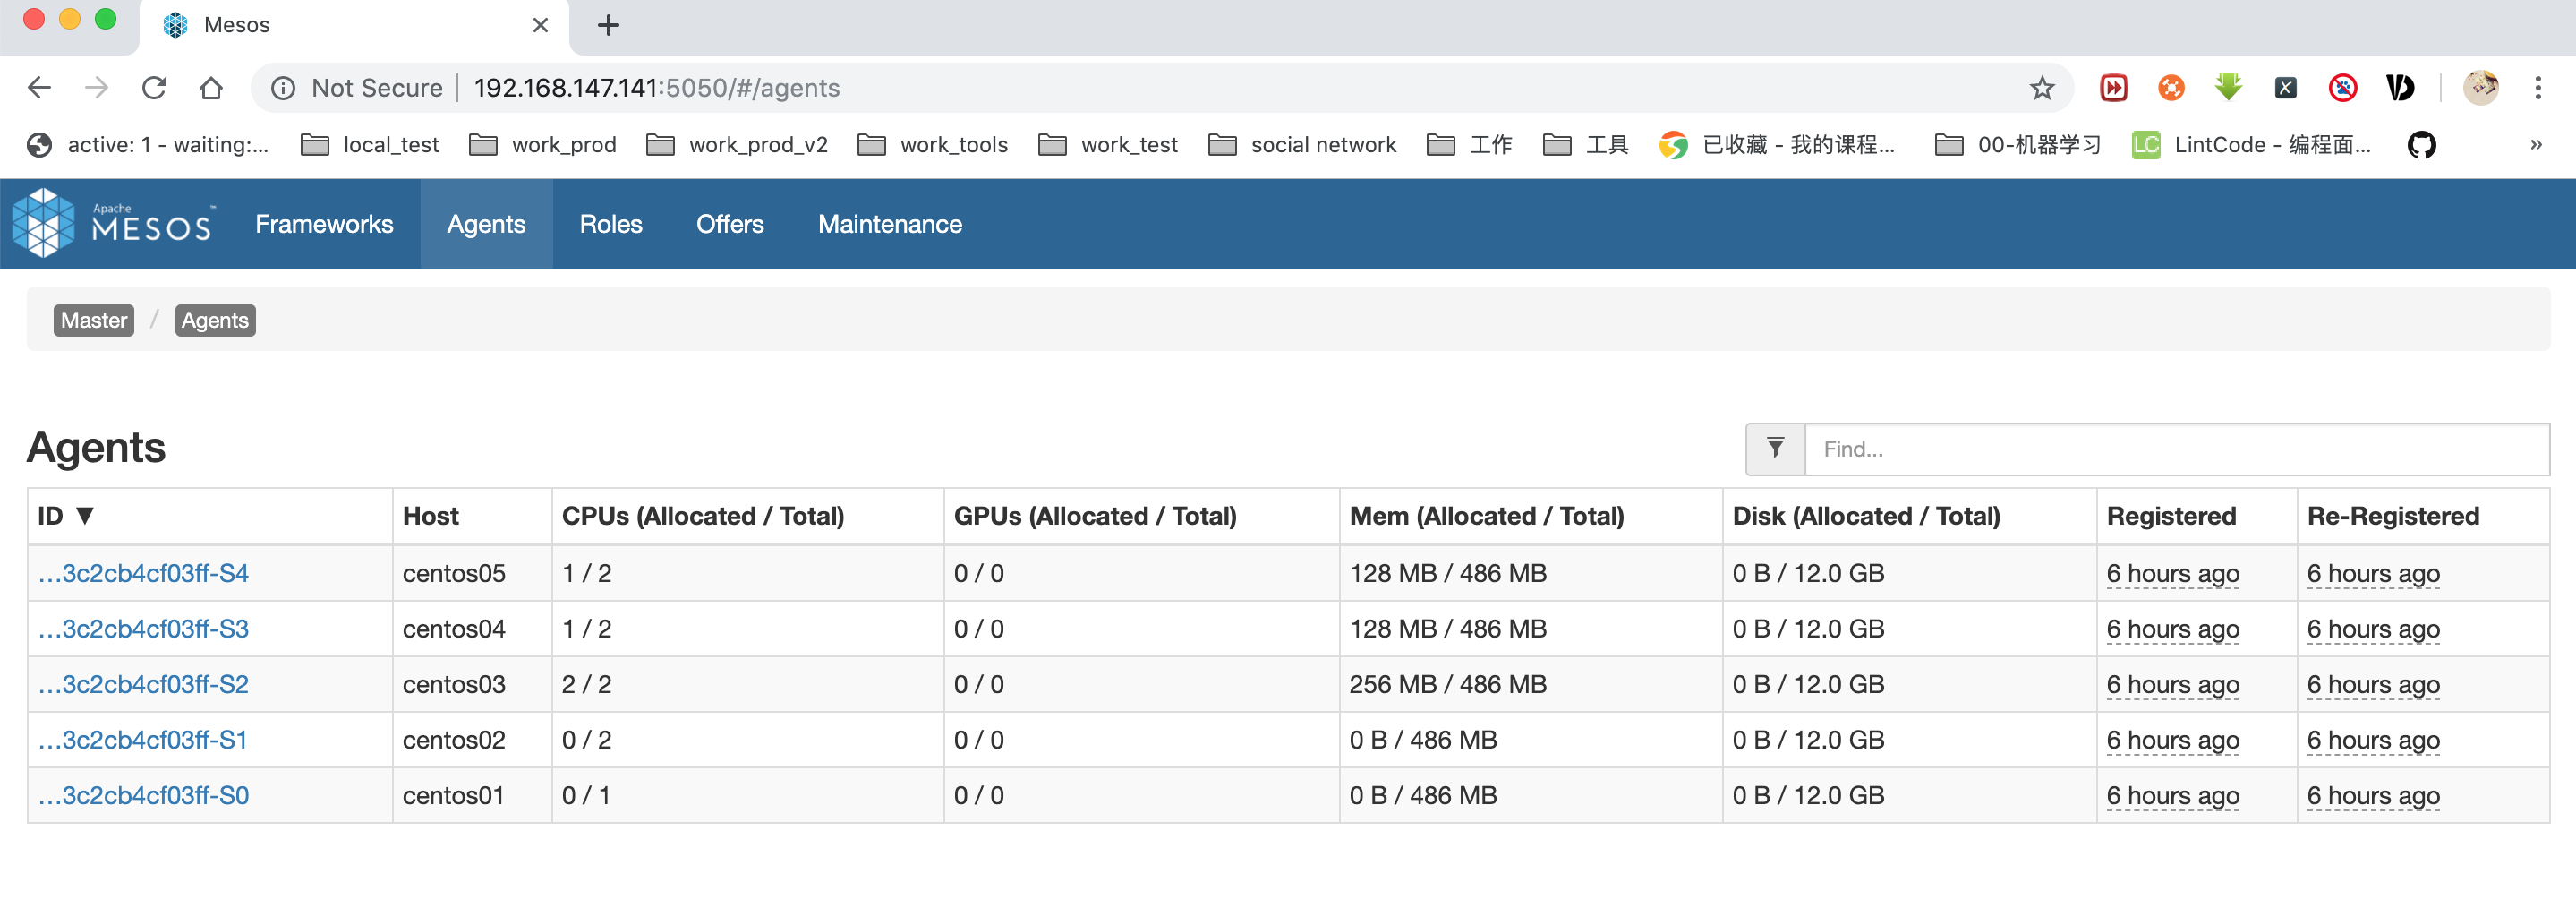 Mesos
Not Secure | 192.168.147.141:5050/#/agents
active: 1 - waiting:... local_test work_prod work_prod_v2 work_tools work_test social network 工作 工具 已收藏 - 我的课程... 00-机器学习 LC LintCode - 编程面... »
Apache MESOS™ Frameworks Agents Roles Offers Maintenance
Master / Agents
Agents
Find...
ID ▼ Host CPUs (Allocated / Total) GPUs (Allocated / Total) Mem (Allocated / Total) Disk (Allocated / Total) Registered Re-Registered
...3c2cb4cf03ff-S4 centos05 1 / 2 0 / 0 128 MB / 486 MB 0 B / 12.0 GB 6 hours ago 6 hours ago
...3c2cb4cf03ff-S3 centos04 1 / 2 0 / 0 128 MB / 486 MB 0 B / 12.0 GB 6 hours ago 6 hours ago
...3c2cb4cf03ff-S2 centos03 2 / 2 0 / 0 256 MB / 486 MB 0 B / 12.0 GB 6 hours ago 6 hours ago
...3c2cb4cf03ff-S1 centos02 0 / 2 0 / 0 0 B / 486 MB 0 B / 12.0 GB 6 hours ago 6 hours ago
...3c2cb4cf03ff-S0 centos01 0 / 1 0 / 0 0 B / 486 MB 0 B / 12.0 GB 6 hours ago 6 hours ago